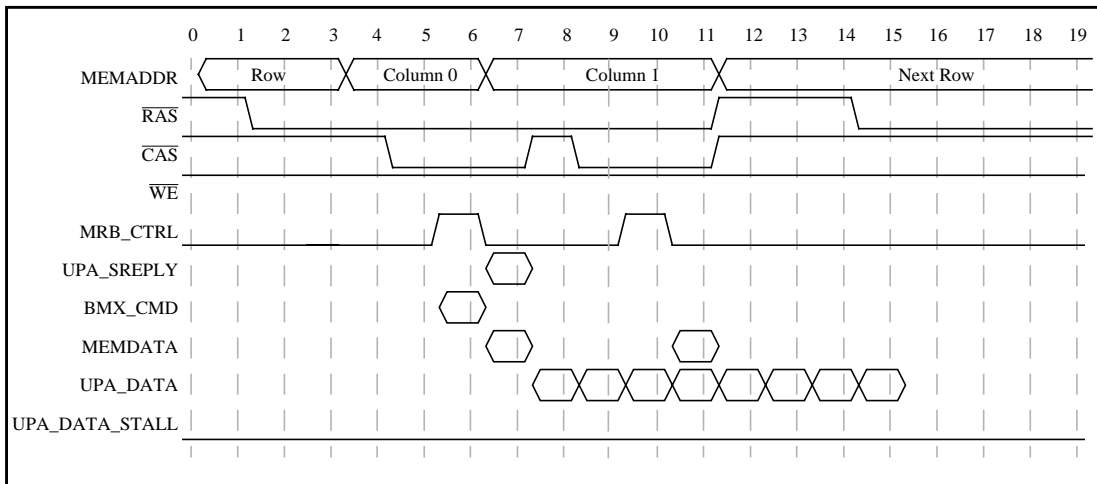 0 1 2 3 4 5 6 7 8 9 10 11 12 13 14 15 16 17 18 19
MEMADDR Row Column 0 Column 1 Next Row
RAS
CAS
WE
MRB_CTRL
UPA_SREPLY
BMX_CMD
MEMDATA
UPA_DATA
UPA_DATA_STALL